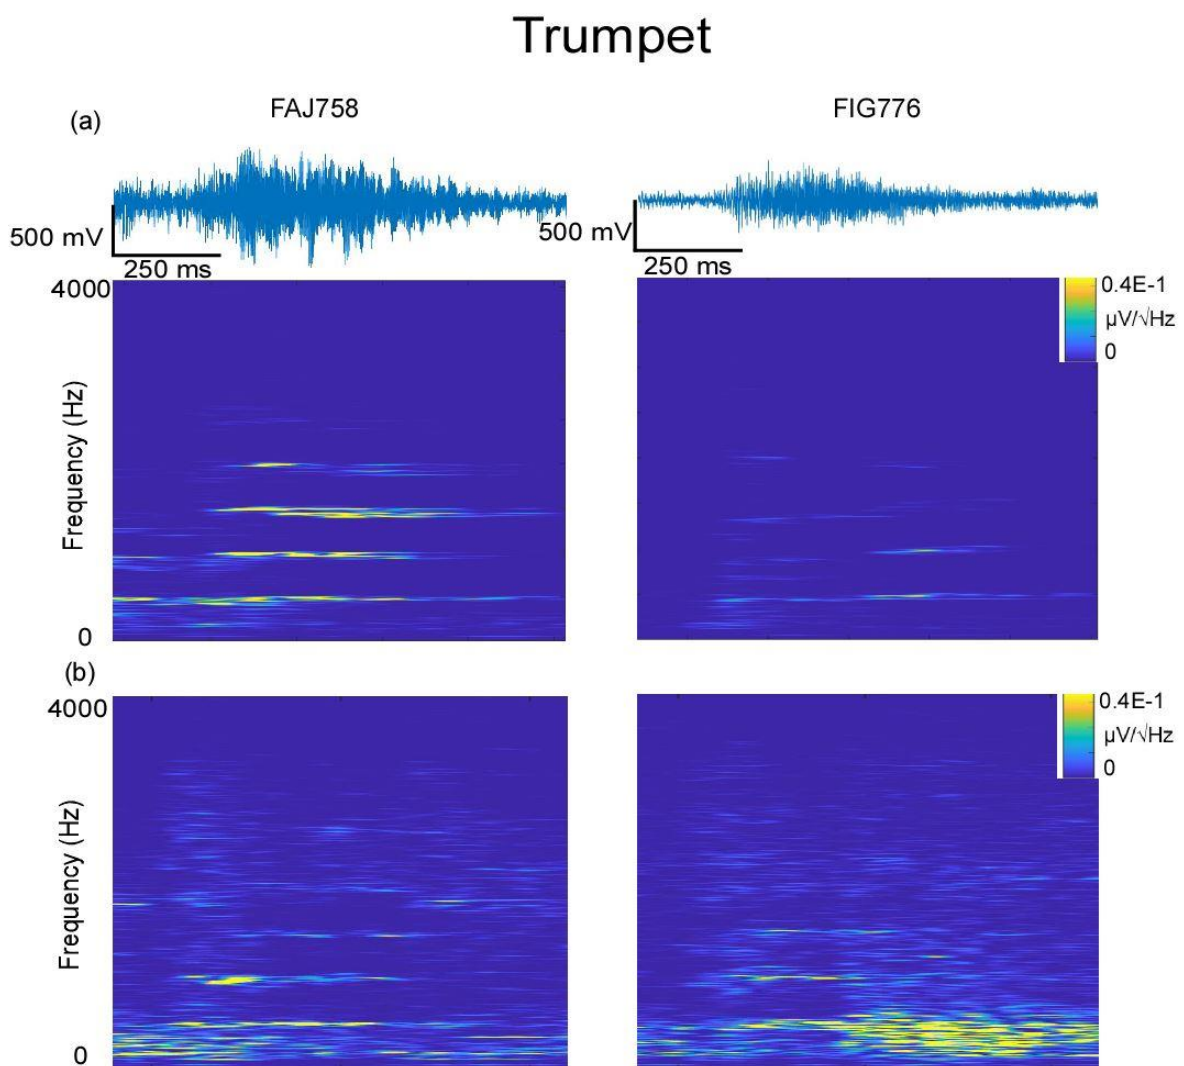 Trumpet
(a)
FAJ758
FIG776
500 mV
250 ms
500 mV
250 ms
4000
Frequency (Hz)
0
0.4E-1
µV/√Hz
0
(b)
4000
Frequency (Hz)
0
0.4E-1
µV/√Hz
0